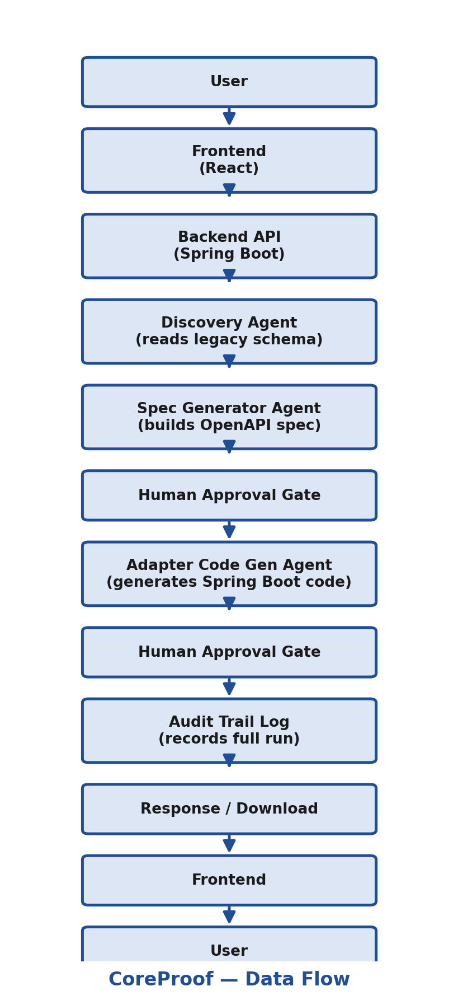 User
Frontend
(React)
Backend API
(Spring Boot)
Discovery Agent
(reads legacy schema)
Spec Generator Agent
(builds OpenAPI spec)
Human Approval Gate
Adapter Code Gen Agent
(generates Spring Boot code)
Human Approval Gate
Audit Trail Log
(records full run)
Response / Download
Frontend
User
CoreProof — Data Flow